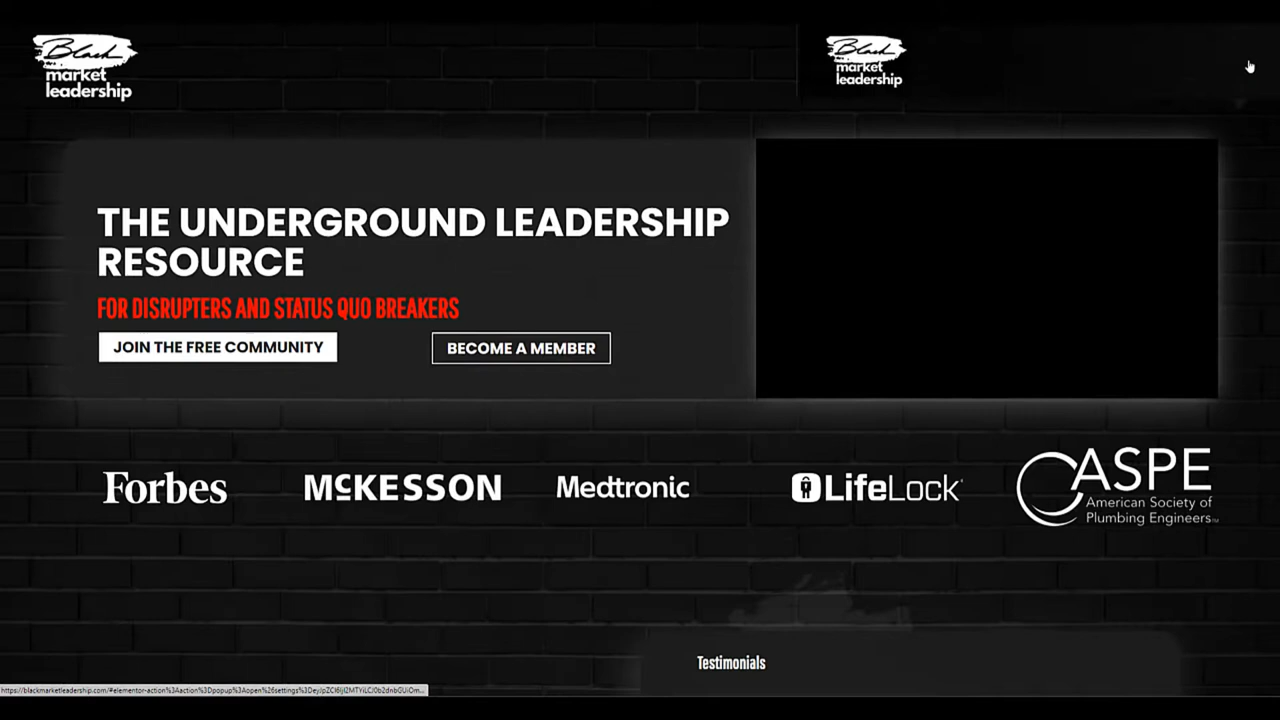 Black
market
leadership
Black
market
leadership
THE UNDERGROUND LEADERSHIP
RESOURCE
FOR DISRUPTERS AND STATUS QUO BREAKERS
JOIN THE FREE COMMUNITY
BECOME A MEMBER
Forbes
MCKESSON
Medtronic
LifeLock
ASPE
American Society of
Plumbing Engineers
Testimonials